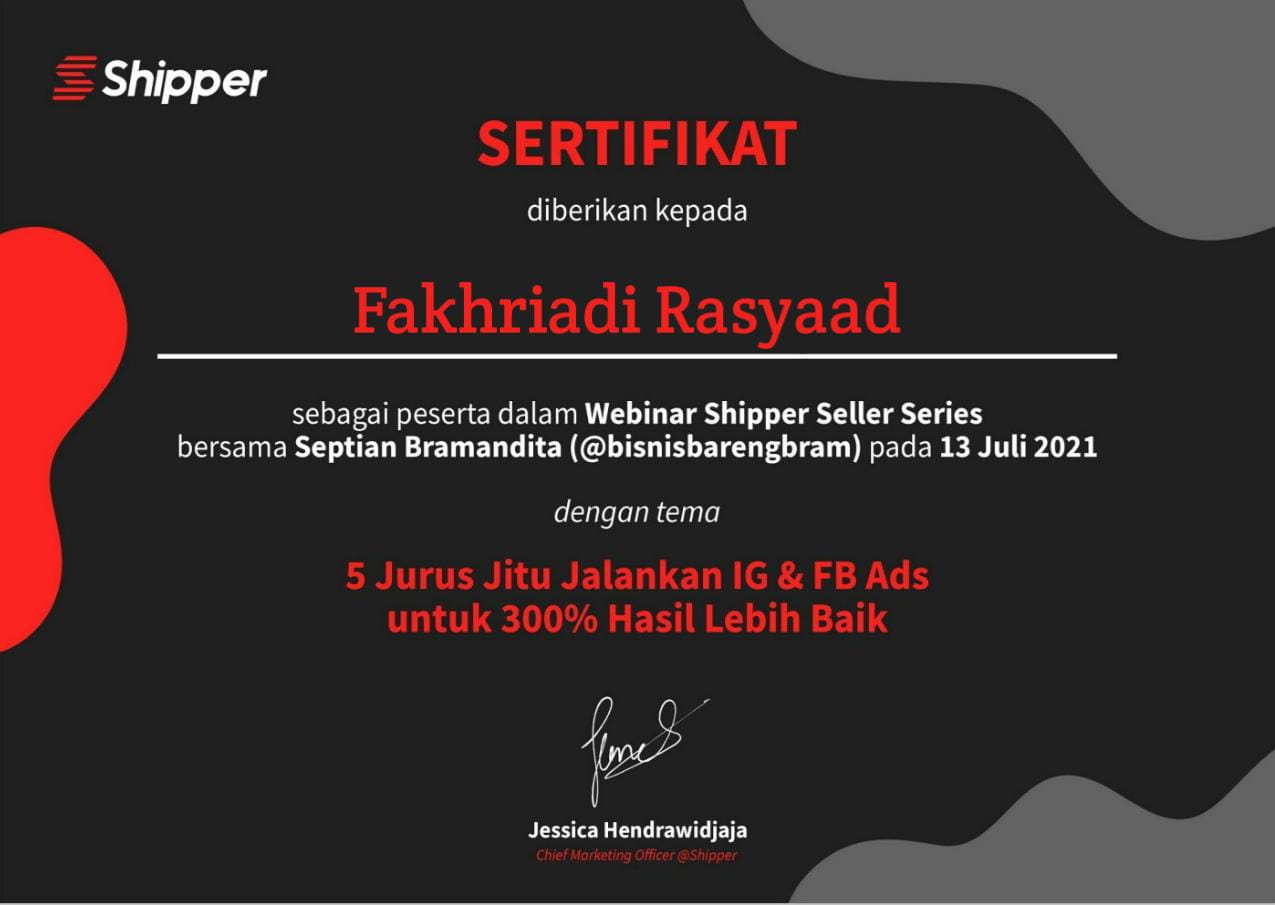 Shipper
SERTIFIKAT
diberikan kepada
Fakhriadi Rasyaad
sebagai peserta dalam Webinar Shipper Seller Series
bersama Septian Bramandita (@bisnisbarengbram) pada 13 Juli 2021
dengan tema
5 Jurus Jitu Jalankan IG & FB Ads
untuk 300% Hasil Lebih Baik
Jessica Hendrawidjaja
Chief Marketing Officer @Shipper